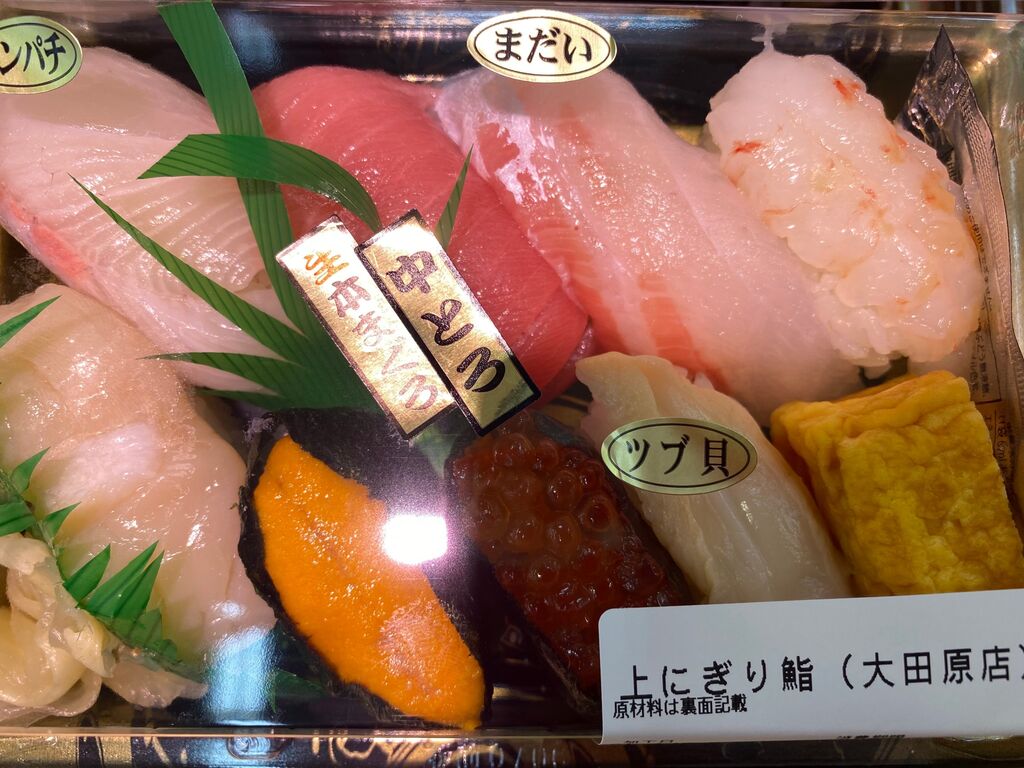 ンパチ
まだい
生本まぐろ
中とろ
ツブ貝
上にぎり鮨（大田原店）
原材料は裏面記載